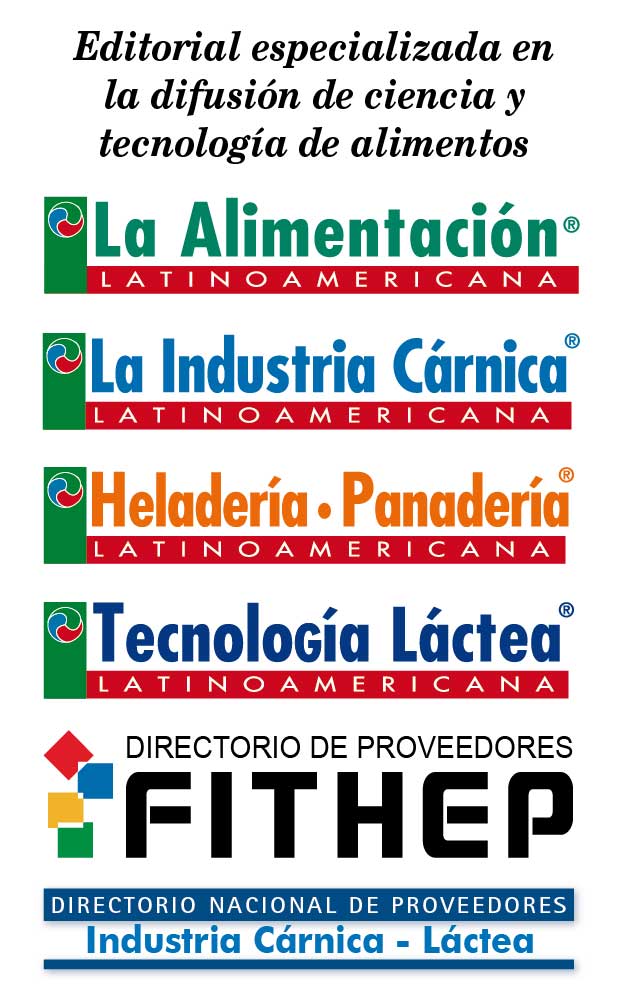 Editorial especializada en
la difusión de ciencia y
tecnología de alimentos
La Alimentación®
LATINOAMERICANA
La Industria Cárnica®
LATINOAMERICANA
Heladería • Panadería®
LATINOAMERICANA
Tecnología Láctea®
LATINOAMERICANA
DIRECTORIO DE PROVEEDORES
FITHEP
DIRECTORIO NACIONAL DE PROVEEDORES
Industria Cárnica - Láctea